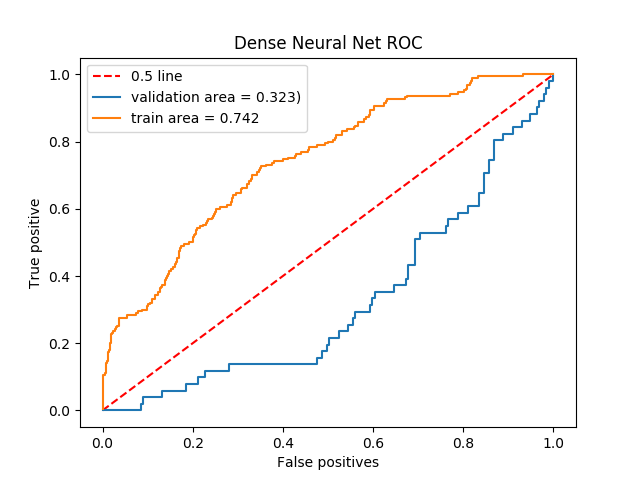 Dense Neural Net ROC
0.5 line
validation area = 0.323)
train area = 0.742
True positive
1.0
0.8
0.6
0.4
0.2
0.0
0.0 0.2 0.4 0.6 0.8 1.0
False positives